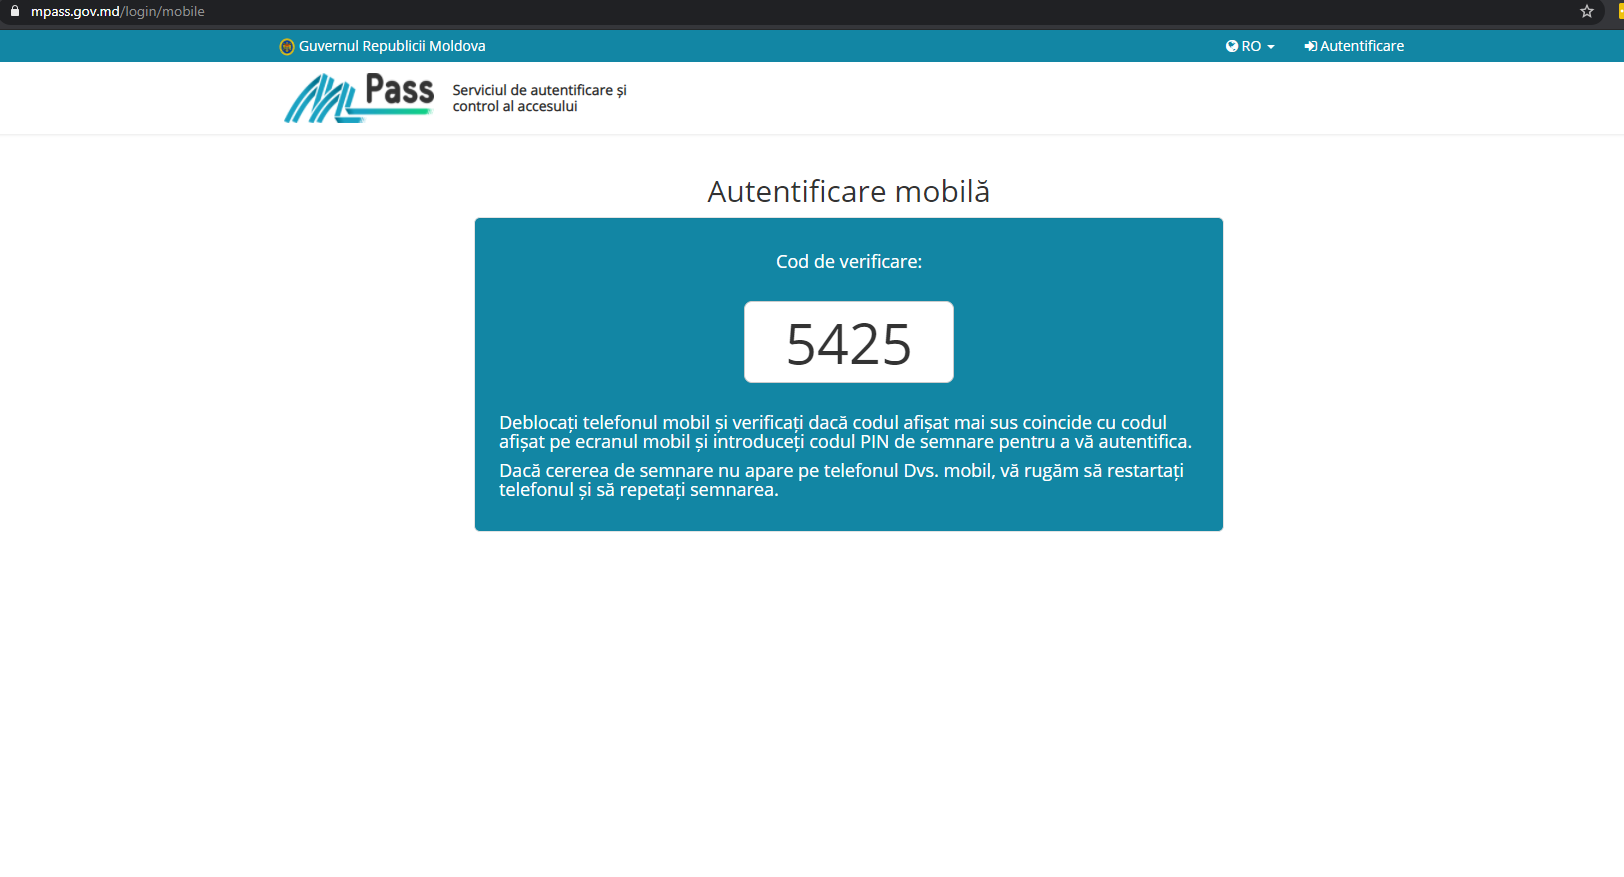 mpass.gov.md/login/mobile
Guvernul Republicii Moldova
RO
Autentificare
Pass
Serviciul de autentificare și
control al accesului
Autentificare mobilă
Cod de verificare:
5425
Deblocați telefonul mobil și verificați dacă codul afișat mai sus coincide cu codul
afișat pe ecranul mobil și introduceți codul PIN de semnare pentru a vă autentifica.
Dacă cererea de semnare nu apare pe telefonul Dvs. mobil, vă rugăm să restartați
telefonul și să repetați semnarea.